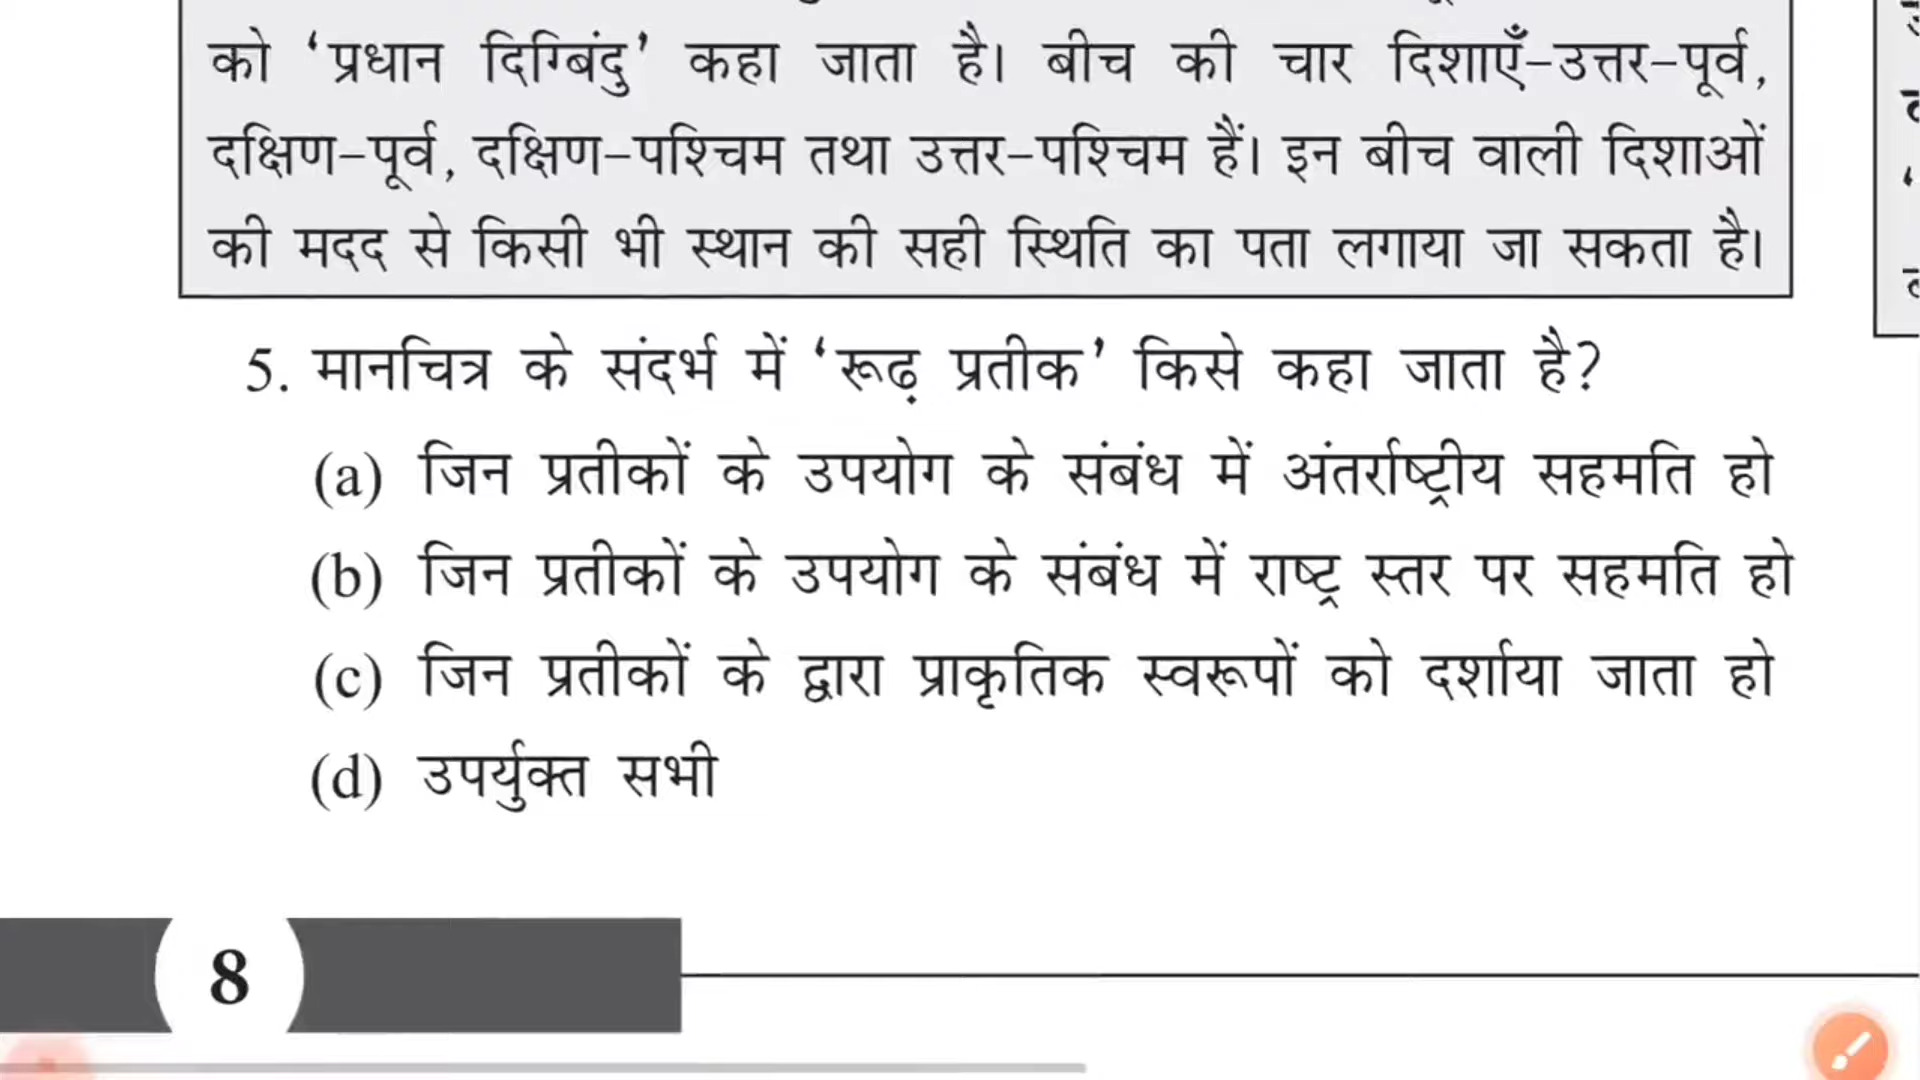 को ‘प्रधान दिग्बिंदु’ कहा जाता है। बीच की चार दिशाएँ-उत्तर-पूर्व,
दक्षिण-पूर्व, दक्षिण-पश्चिम तथा उत्तर-पश्चिम हैं। इन बीच वाली दिशाओं
की मदद से किसी भी स्थान की सही स्थिति का पता लगाया जा सकता है।
5. मानचित्र के संदर्भ में ‘रूढ़ प्रतीक’ किसे कहा जाता है?
(a) जिन प्रतीकों के उपयोग के संबंध में अंतर्राष्ट्रीय सहमति हो
(b) जिन प्रतीकों के उपयोग के संबंध में राष्ट्र स्तर पर सहमति हो
(c) जिन प्रतीकों के द्वारा प्राकृतिक स्वरूपों को दर्शाया जाता हो
(d) उपर्युक्त सभी
8